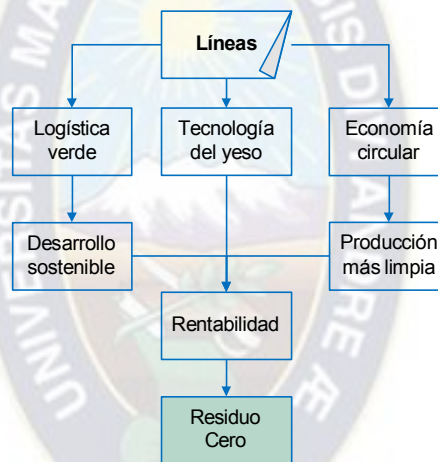 Líneas
Logística
verde
Tecnología
del yeso
Economía
circular
Desarrollo
sostenible
Producción
más limpia
Rentabilidad
Residuo
Cero